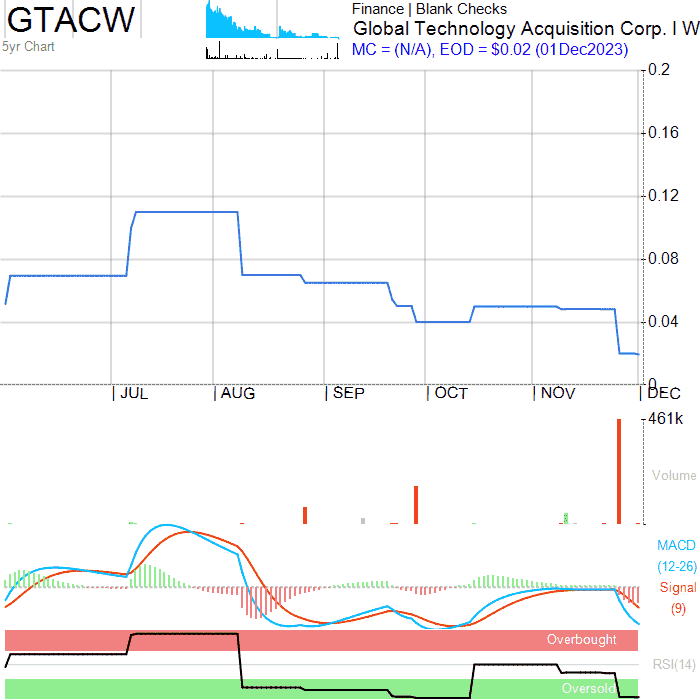 GTACW
Finance | Blank Checks
Global Technology Acquisition Corp. I W
5yr Chart
MC = (N/A), EOD = $0.02 (01Dec2023)
0.2
0.16
0.12
0.08
0.04
0
JUL AUG SEP OCT NOV DEC
461k
Volume
MACD
(12-26)
Signal
(9)
Overbought
RSI(14)
Oversold